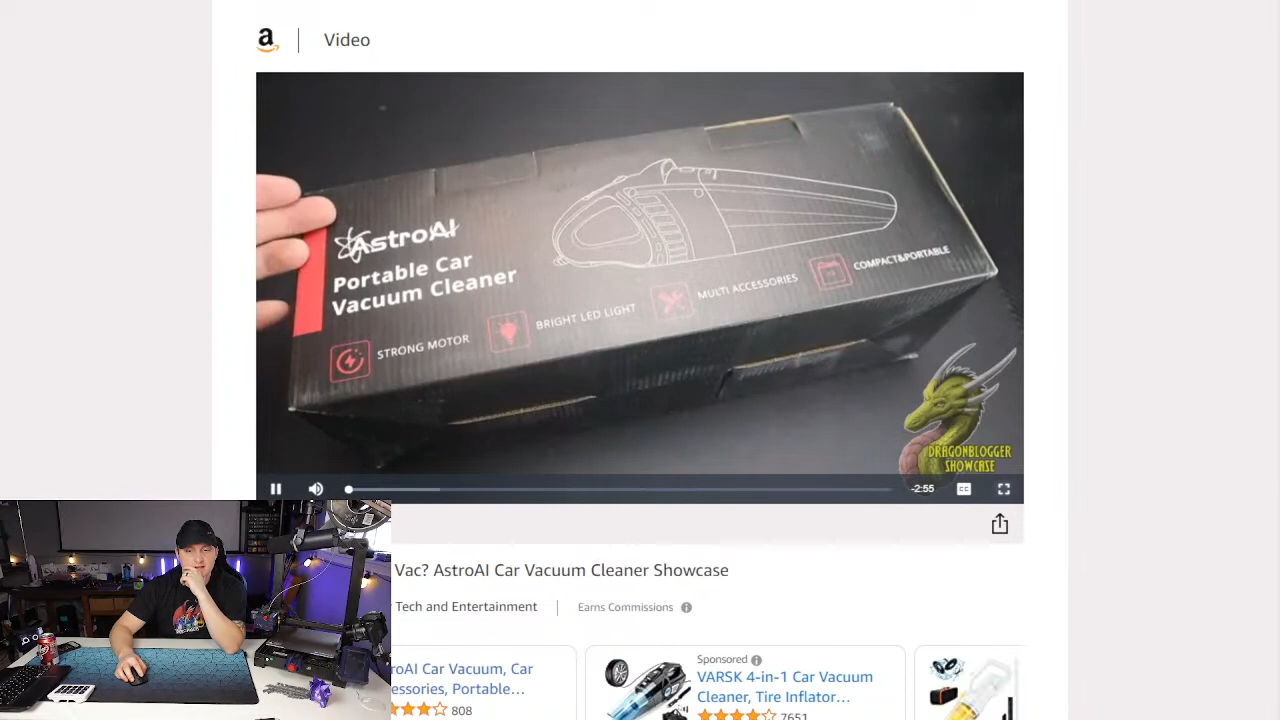 a
Video
AstroAI
Portable Car
Vacuum Cleaner
STRONG MOTOR
BRIGHT LED LIGHT
MULTI ACCESSORIES
COMPACT&PORTABLE
DRAGONBLOGGER
SHOWCASE
-2:55
CC
Vac? AstroAI Car Vacuum Cleaner Showcase
Tech and Entertainment
Earns Commissions
roAI Car Vacuum, Car
essories, Portable...
808
Sponsored
VARSK 4-in-1 Car Vacuum
Cleaner, Tire Inflator...
7651